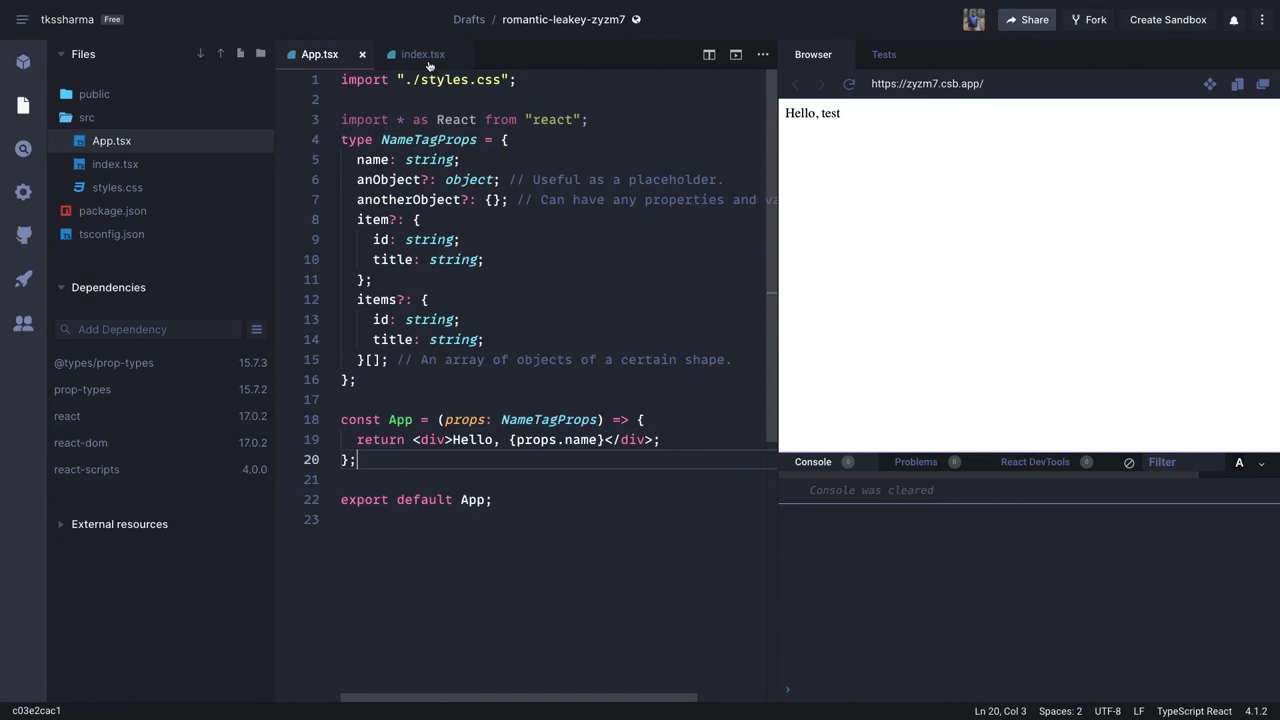 tkssharma Free
Drafts / romantic-leakey-zyzm7
Share Fork Create Sandbox
Files
public
src
App.tsx
index.tsx
styles.css
package.json
tsconfig.json
Dependencies
Add Dependency
@types/prop-types 15.7.3
prop-types 15.7.2
react 17.0.2
react-dom 17.0.2
react-scripts 4.0.0
External resources
c03e2cac1
App.tsx index.tsx
1 import "./styles.css";
2
3 import * as React from "react";
4 type NameTagProps = {
5 name: string;
6 anObject?: object; // Useful as a placeholder.
7 anotherObject?: {}; // Can have any properties and va
8 item?: {
9 id: string;
10 title: string;
11 };
12 items?: {
13 id: string;
14 title: string;
15 }[]; // An array of objects of a certain shape.
16 };
17
18 const App = (props: NameTagProps) => {
19 return <div>Hello, {props.name}</div>;
20 };
21
22 export default App;
23
Browser Tests
https://zyzm7.csb.app/
Hello, test
Console 0 Problems 0 React DevTools 0 Filter A
Console was cleared
›
Ln 20, Col 3 Spaces: 2 UTF-8 LF TypeScript React 4.1.2